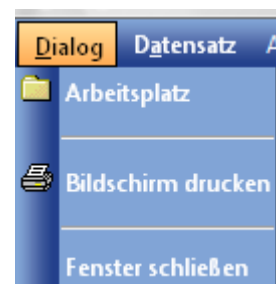 Dialog Datensatz
Arbeitsplatz
Bildschirm drucken
Fenster schließen